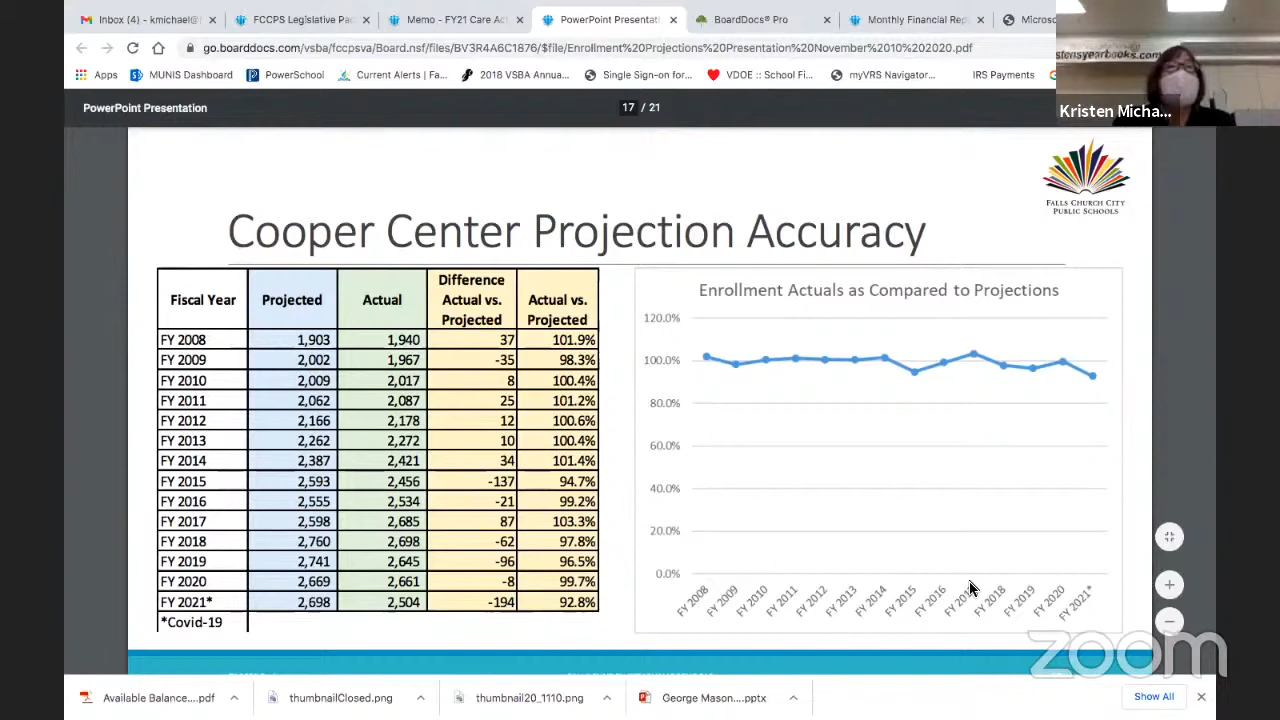 Inbox (4) - kmichael@f
FCCPS Legislative Pac
Memo - FY21 Care Act
PowerPoint Presentati
BoardDocs® Pro
Monthly Financial Rep
Microso
go.boarddocs.com/vsba/fccpsva/Board.nsf/files/BV3R4A6C1876/$file/Enrollment%20Projections%20Presentation%20November%2010%202020.pdf
Apps
MUNIS Dashboard
PowerSchool
Current Alerts | Fa...
2018 VSBA Annua...
Single Sign-on for...
VDOE :: School Fi...
myVRS Navigator...
IRS Payments
stensyearbooks.com
Kristen Micha...
PowerPoint Presentation
17 / 21
FALLS CHURCH CITY
PUBLIC SCHOOLS
Cooper Center Projection Accuracy
Fiscal Year Projected Actual Difference Actual vs. Projected Actual vs. Projected
FY 2008 1,903 1,940 37 101.9%
FY 2009 2,002 1,967 -35 98.3%
FY 2010 2,009 2,017 8 100.4%
FY 2011 2,062 2,087 25 101.2%
FY 2012 2,166 2,178 12 100.6%
FY 2013 2,262 2,272 10 100.4%
FY 2014 2,387 2,421 34 101.4%
FY 2015 2,593 2,456 -137 94.7%
FY 2016 2,555 2,534 -21 99.2%
FY 2017 2,598 2,685 87 103.3%
FY 2018 2,760 2,698 -62 97.8%
FY 2019 2,741 2,645 -96 96.5%
FY 2020 2,669 2,661 -8 99.7%
FY 2021* 2,698 2,504 -194 92.8%
*Covid-19
Enrollment Actuals as Compared to Projections
120.0%
100.0%
80.0%
60.0%
40.0%
20.0%
0.0%
FY 2008
FY 2009
FY 2010
FY 2011
FY 2012
FY 2013
FY 2014
FY 2015
FY 2016
FY 2018
FY 2019
FY 2020
FY 2021*
zoom
Available Balance....pdf
thumbnailClosed.png
thumbnail20_1110.png
George Mason....pptx
Show All